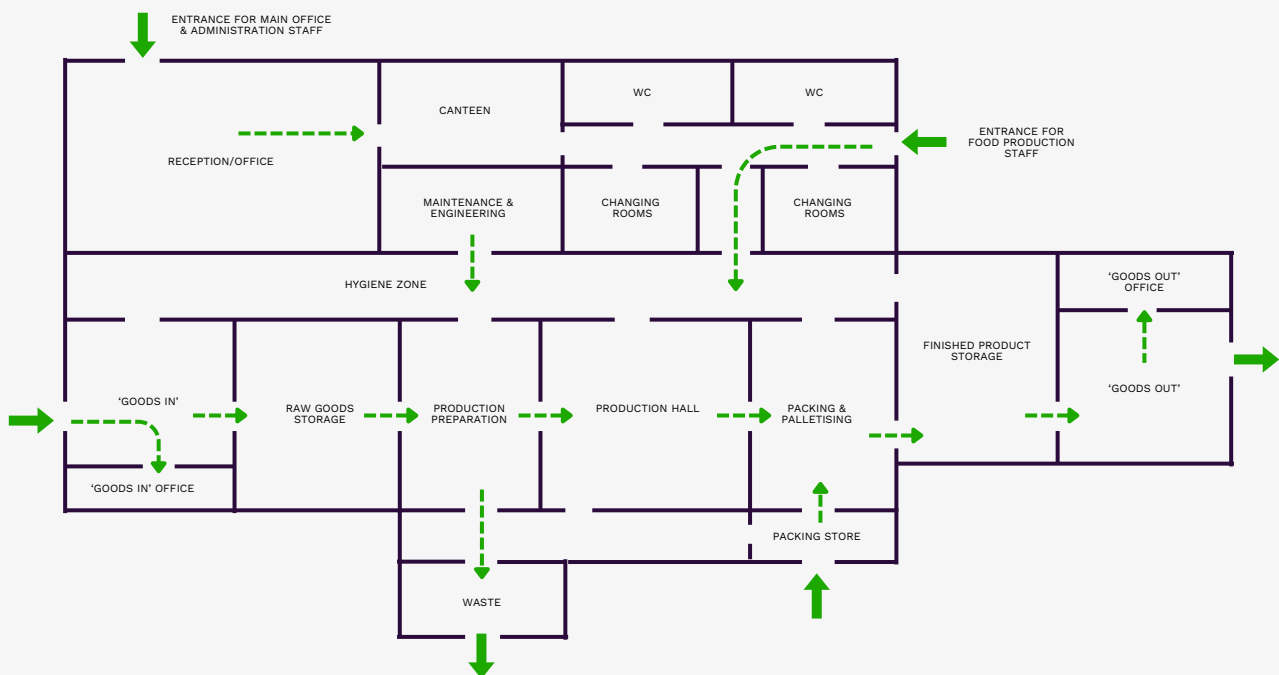 ENTRANCE FOR MAIN OFFICE
& ADMINISTRATION STAFF
CANTEEN
WC
WC
ENTRANCE FOR
FOOD PRODUCTION
STAFF
RECEPTION/OFFICE
MAINTENANCE &
ENGINEERING
CHANGING
ROOMS
CHANGING
ROOMS
HYGIENE ZONE
‘GOODS OUT’
OFFICE
FINISHED PRODUCT
STORAGE
‘GOODS OUT’
‘GOODS IN’
RAW GOODS
STORAGE
PRODUCTION
PREPARATION
PRODUCTION HALL
PACKING &
PALLETISING
‘GOODS IN’ OFFICE
PACKING STORE
WASTE